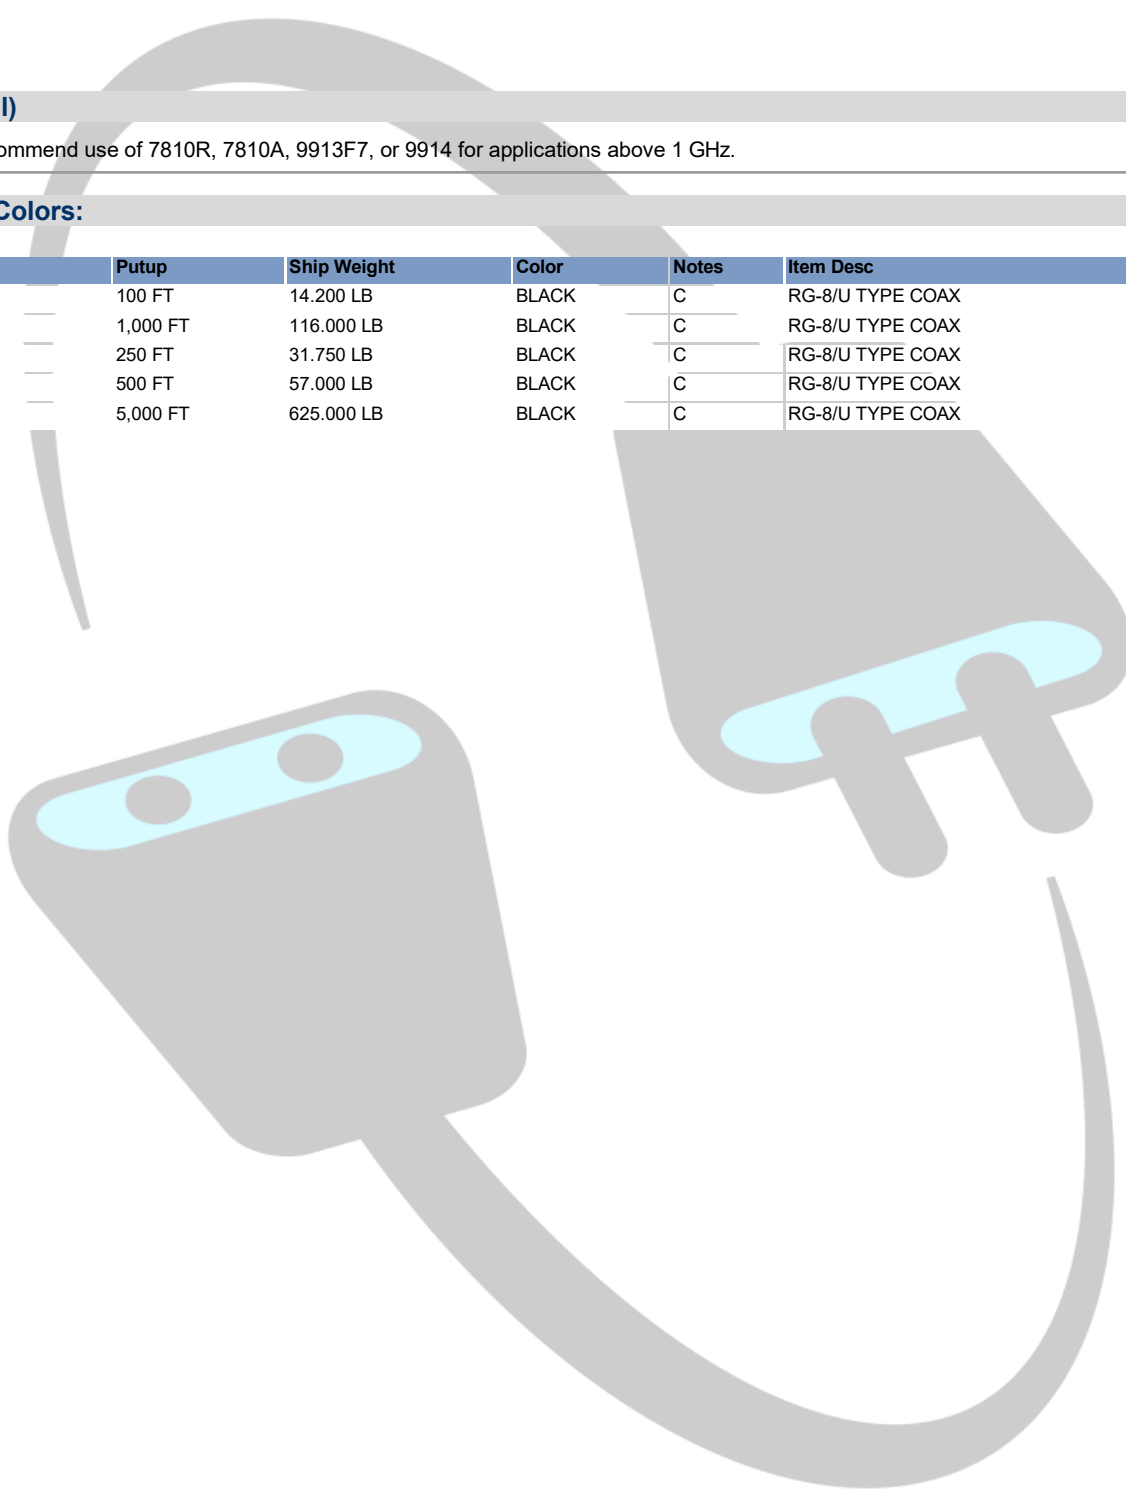 l)
ommend use of 7810R, 7810A, 9913F7, or 9914 for applications above 1 GHz.
Colors:
Putup Ship Weight Color Notes Item Desc
100 FT 14.200 LB BLACK C RG-8/U TYPE COAX
1,000 FT 116.000 LB BLACK C RG-8/U TYPE COAX
250 FT 31.750 LB BLACK C RG-8/U TYPE COAX
500 FT 57.000 LB BLACK C RG-8/U TYPE COAX
5,000 FT 625.000 LB BLACK C RG-8/U TYPE COAX